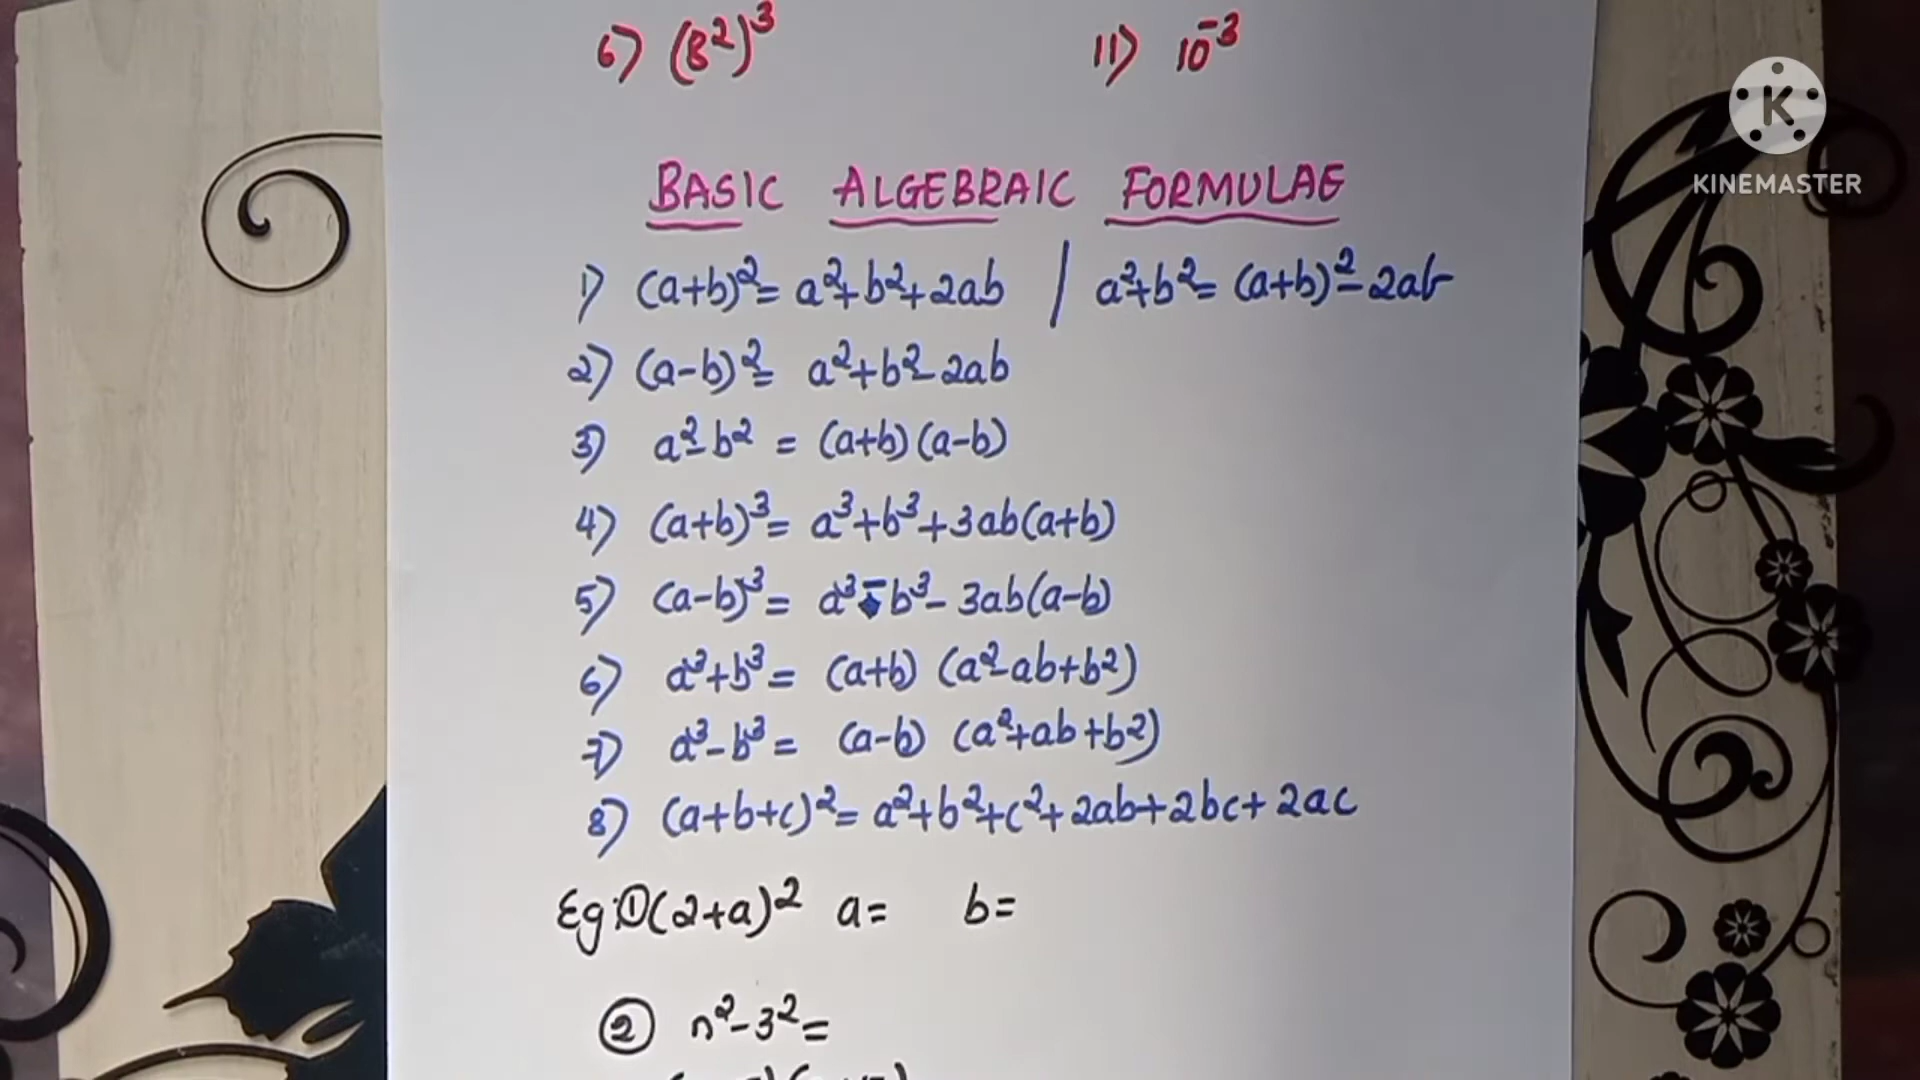 6) (8²)³ 11) 10⁻³
K
KINEMASTER
BASIC ALGEBRAIC FORMULAE
1) (a+b)² = a²+b²+2ab / a²+b² = (a+b)²-2ab
2) (a-b)² = a²+b²-2ab
3) a²-b² = (a+b)(a-b)
4) (a+b)³ = a³+b³+3ab(a+b)
5) (a-b)³ = a³-b³-3ab(a-b)
6) a³+b³ = (a+b) (a²-ab+b²)
7) a³-b³ = (a-b) (a²+ab+b²)
8) (a+b+c)² = a²+b²+c²+2ab+2bc+2ac
Eg:① (2+a)² a= b=
② n²-3²=